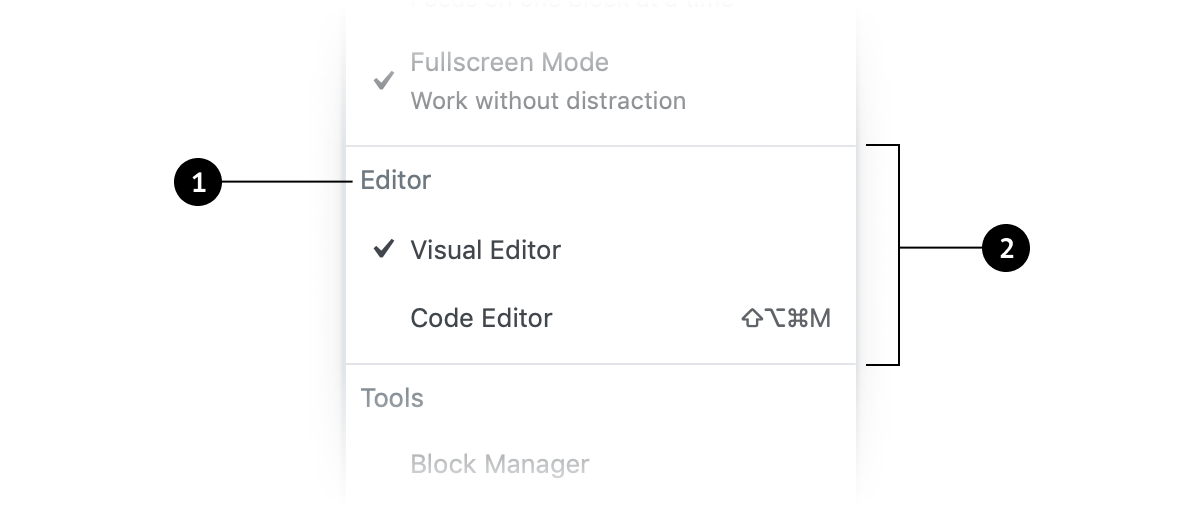 Fullscreen Mode
Work without distraction
1
Editor
2
✓ Visual Editor
Code Editor ⇧⌥⌘M
Tools
Block Manager